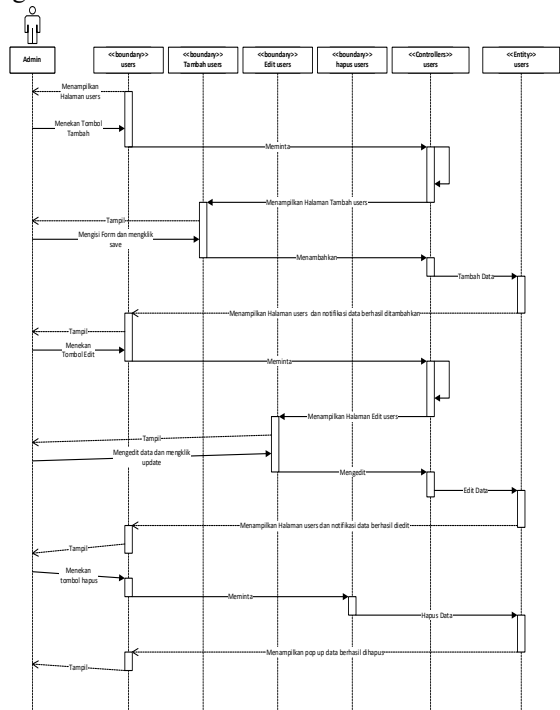 Admin
<<boundary>>
users
<<boundary>>
Tambah users
<<boundary>>
Edit users
<<boundary>>
hapus users
<<Controllers>>
users
<<Entity>>
users
Menampilkan
Halaman users
Menekan Tombol
Tambah
Meminta
Menampilkan Halaman Tambah users
Tampil
Mengisi Form dan mengklik
save
Menambahkan
Tambah Data
Menampilkan Halaman users dan notifikasi data berhasil ditambahkan
Tampil
Menekan
Tombol Edit
Meminta
Menampilkan Halaman Edit users
Tampil
Mengedit data dan mengklik
update
Mengedit
Edit Data
Menampilkan Halaman users dan notifikasi data berhasil diedit
Tampil
Menekan
tombol hapus
Meminta
Hapus Data
Menampilkan pop up data berhasil dihapus
Tampil